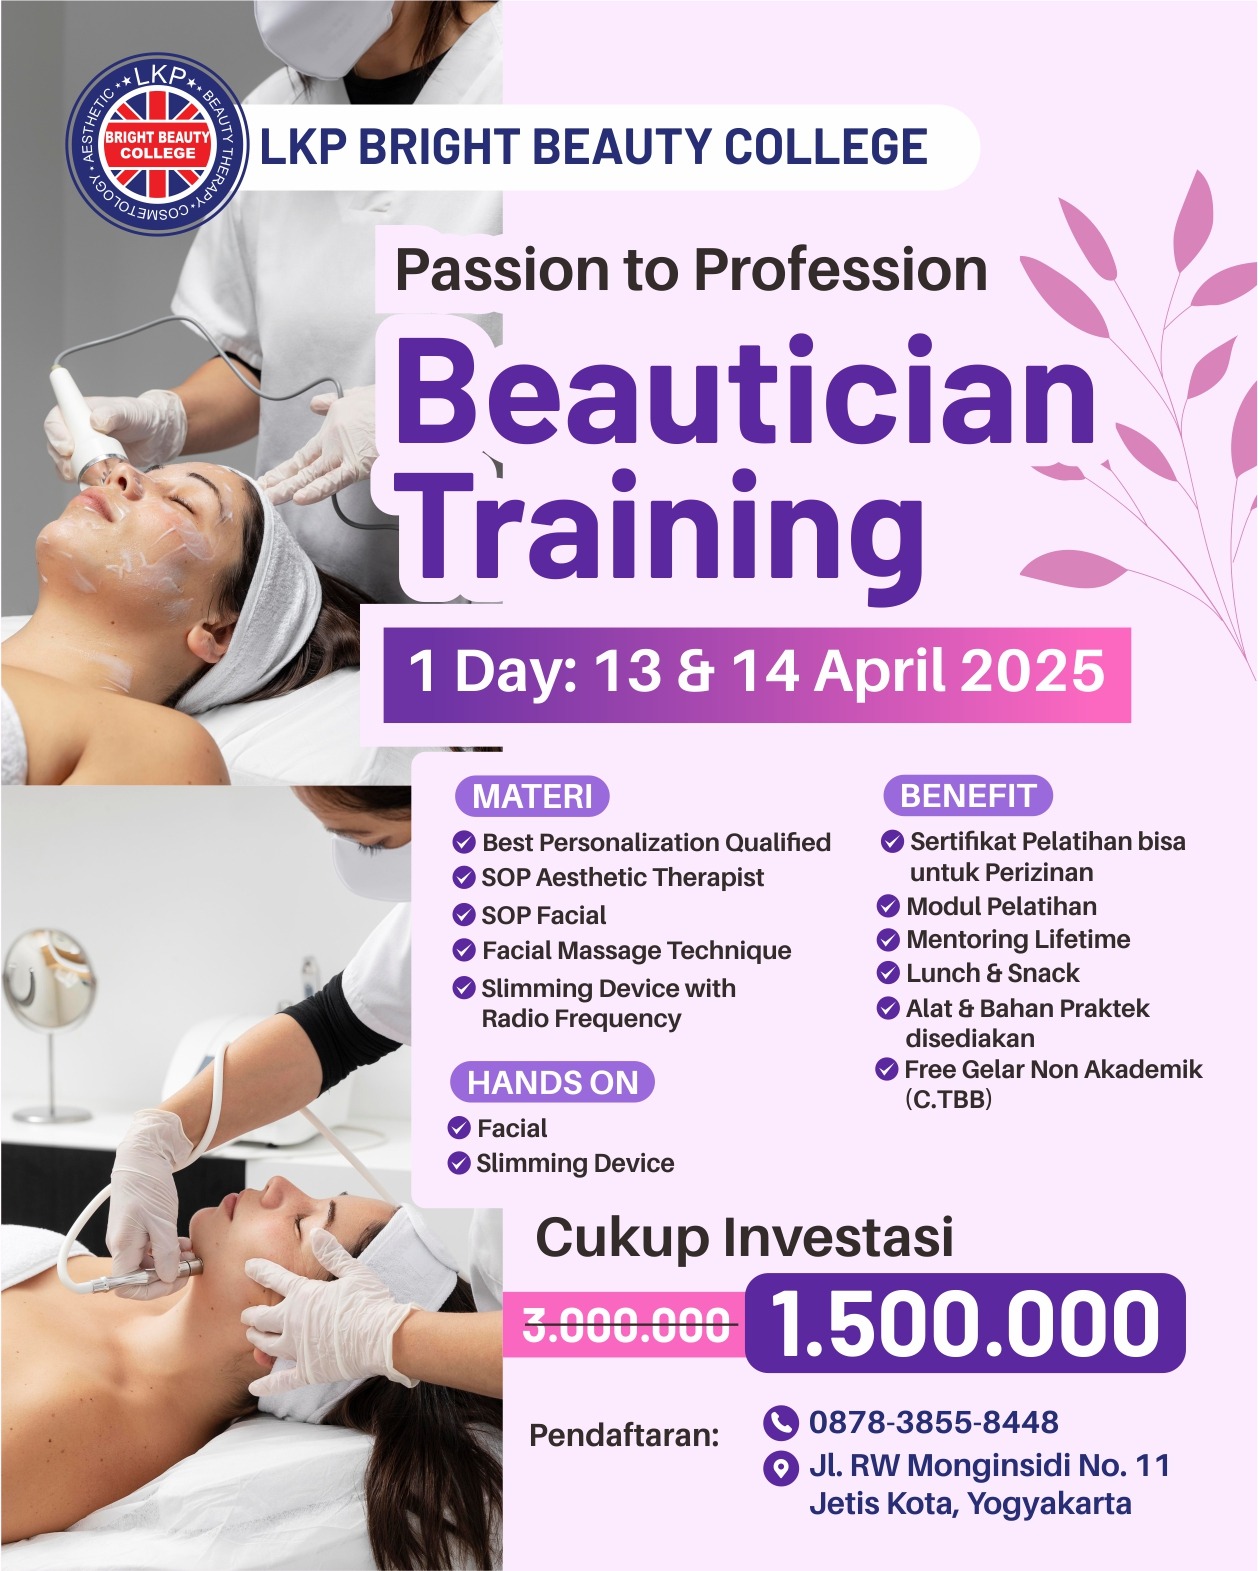 LKP
AESTHETIC
BEAUTY THERAPY
COSMETOLOGY
BRIGHT BEAUTY
COLLEGE
LKP BRIGHT BEAUTY COLLEGE
Passion to Profession
Beautician
Training
1 Day: 13 & 14 April 2025
MATERI
Best Personalization Qualified
SOP Aesthetic Therapist
SOP Facial
Facial Massage Technique
Slimming Device with
Radio Frequency
HANDS ON
Facial
Slimming Device
BENEFIT
Sertifikat Pelatihan bisa
untuk Perizinan
Modul Pelatihan
Mentoring Lifetime
Lunch & Snack
Alat & Bahan Praktek
disediakan
Free Gelar Non Akademik
(C.TBB)
Cukup Investasi
3.000.000
1.500.000
Pendaftaran:
0878-3855-8448
Jl. RW Monginsidi No. 11
Jetis Kota, Yogyakarta